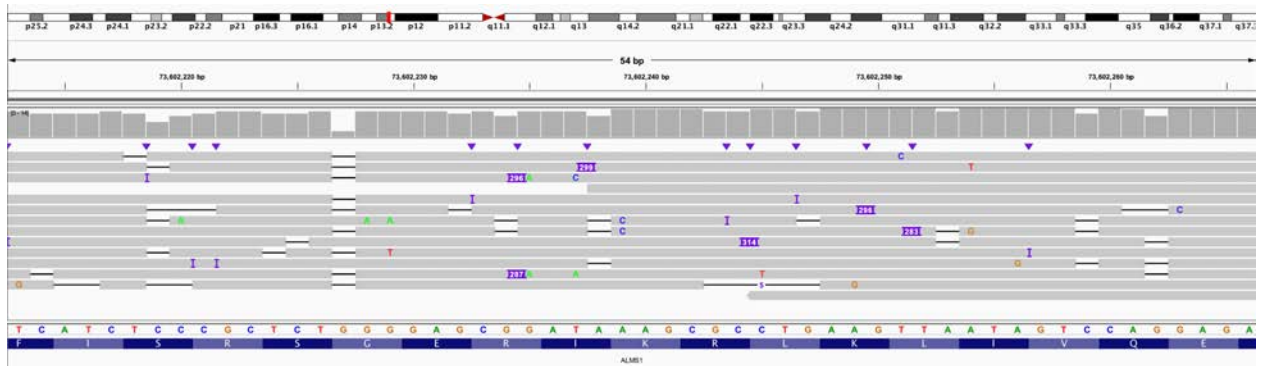 p25.2 p24.3 p24.1 p23.2 p22.2 p21 p16.3 p16.1 p14 p13.2 p12 p11.2 q11.1 q12.1 q13 q14.2 q21.1 q22.1 q22.3 q23.3 q24.2 q31.1 q31.1 q32.2 q33.1 q33.3 q35 q36.2 q37.1 q37.
54 bp
73,602,220 bp 73,602,230 bp 73,602,240 bp 73,602,250 bp 73,602,260 bp
C
299 T
I 296 A C
I I
296 C
A A A C I
C 283 G
I 314
T I
I I G
287 A A T
G s G
T C A T C T C C C G C T C T G G G G A G C G G A T A A A G C G C C T G A A G T T A A T A G T C C A G G A G A
F I S R S G E R I K R L K L I V Q E
ALMS1